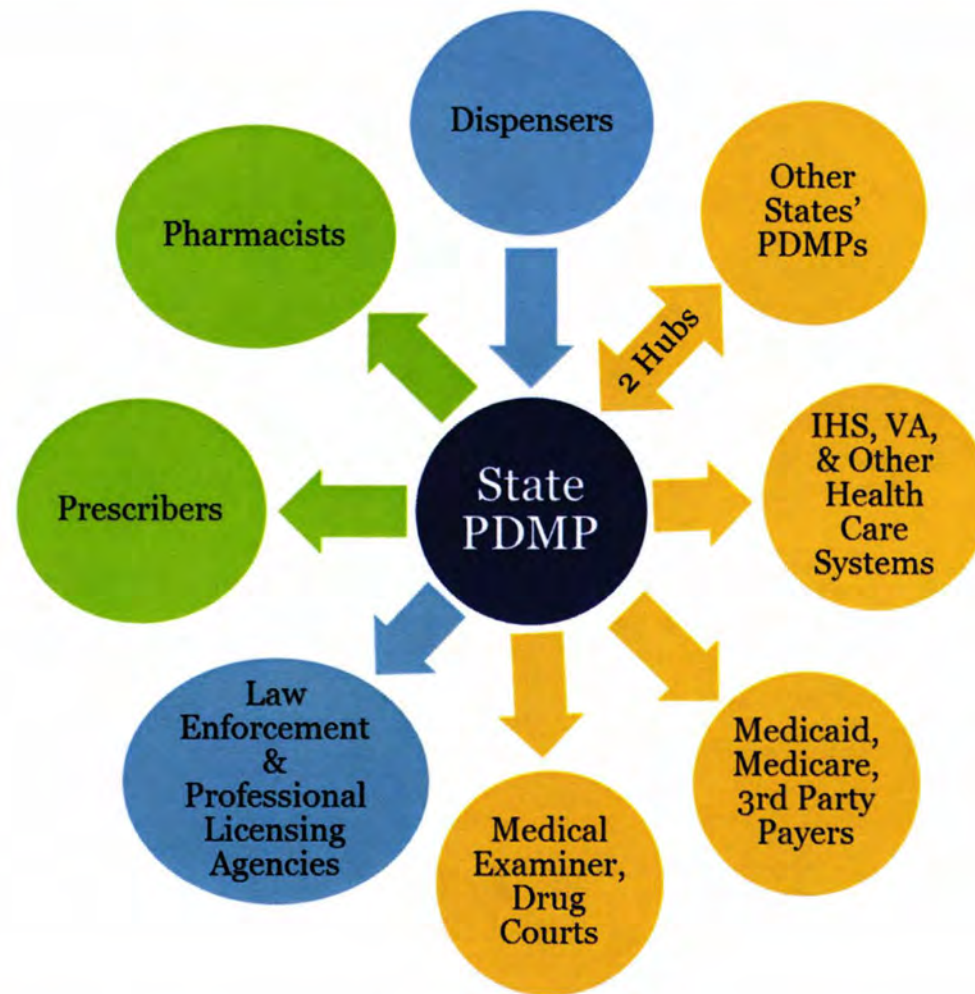 Dispensers
Other
States’
PDMPs
Pharmacists
2 Hubs
IHS, VA,
& Other
Health
Care
Systems
State
PDMP
Prescribers
Law
Enforcement
&
Professional
Licensing
Agencies
Medicaid,
Medicare,
3rd Party
Payers
Medical
Examiner,
Drug
Courts